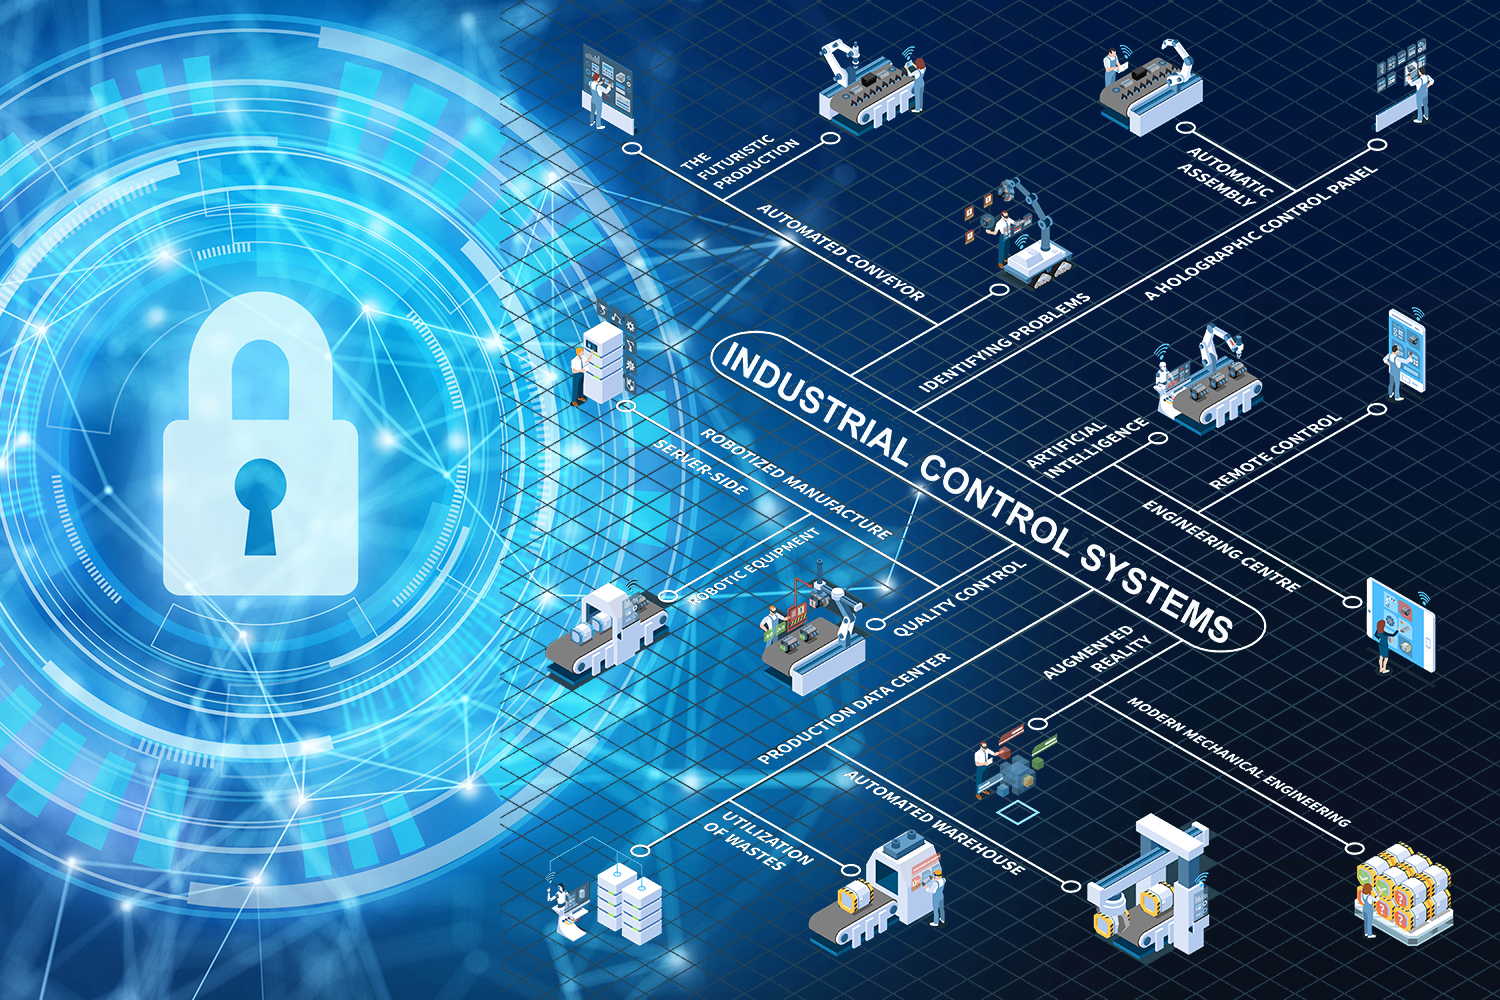 THE
FUTURISTIC
PRODUCTION
AUTOMATIC
ASSEMBLY
A HOLOGRAPHIC CONTROL PANEL
AUTOMATED CONVEYOR
IDENTIFYING PROBLEMS
INDUSTRIAL CONTROL SYSTEMS
ROBOTIZED MANUFACTURE
SERVER-SIDE
ARTIFICIAL
INTELLIGENCE
REMOTE CONTROL
ENGINEERING CENTRE
ROBOTIC EQUIPMENT
QUALITY CONTROL
AUGMENTED
REALITY
PRODUCTION DATA CENTER
MODERN MECHANICAL ENGINEERING
AUTOMATED WAREHOUSE
UTILIZATION
OF WASTES